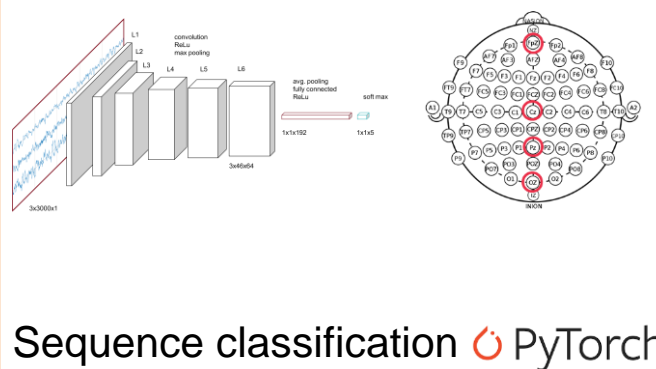 L1
L2
L3
L4
L5
L6
convolution
ReLu
max pooling
avg. pooling
fully connected
ReLu
soft max
1x1x192
1x1x5
3x46x64
3x3000x1
NASION
NZ
Fp1 FpZ Fp2
AF7 AF3 AFZ AF4 AF8
F9 F7 F5 F3 F1 Fz F2 F4 F6 F8 F10
FT9 FT7 FC5 FC3 FC1 FCZ FC2 FC4 FC6 FC8
A1 T9 T7 C5 C3 C1 Cz C2 C4 C6 T8 T10 A2
TP9 TP7 CP5 CP3 CP1 CPZ CP2 CP4 CP6 CP8
P9 P7 P5 P3 P1 Pz P2 P4 P6 P8 P10
PO7 PO3 POZ PO4 PO8
O1 OZ O2
IZ
INION
Sequence classification PyTorch